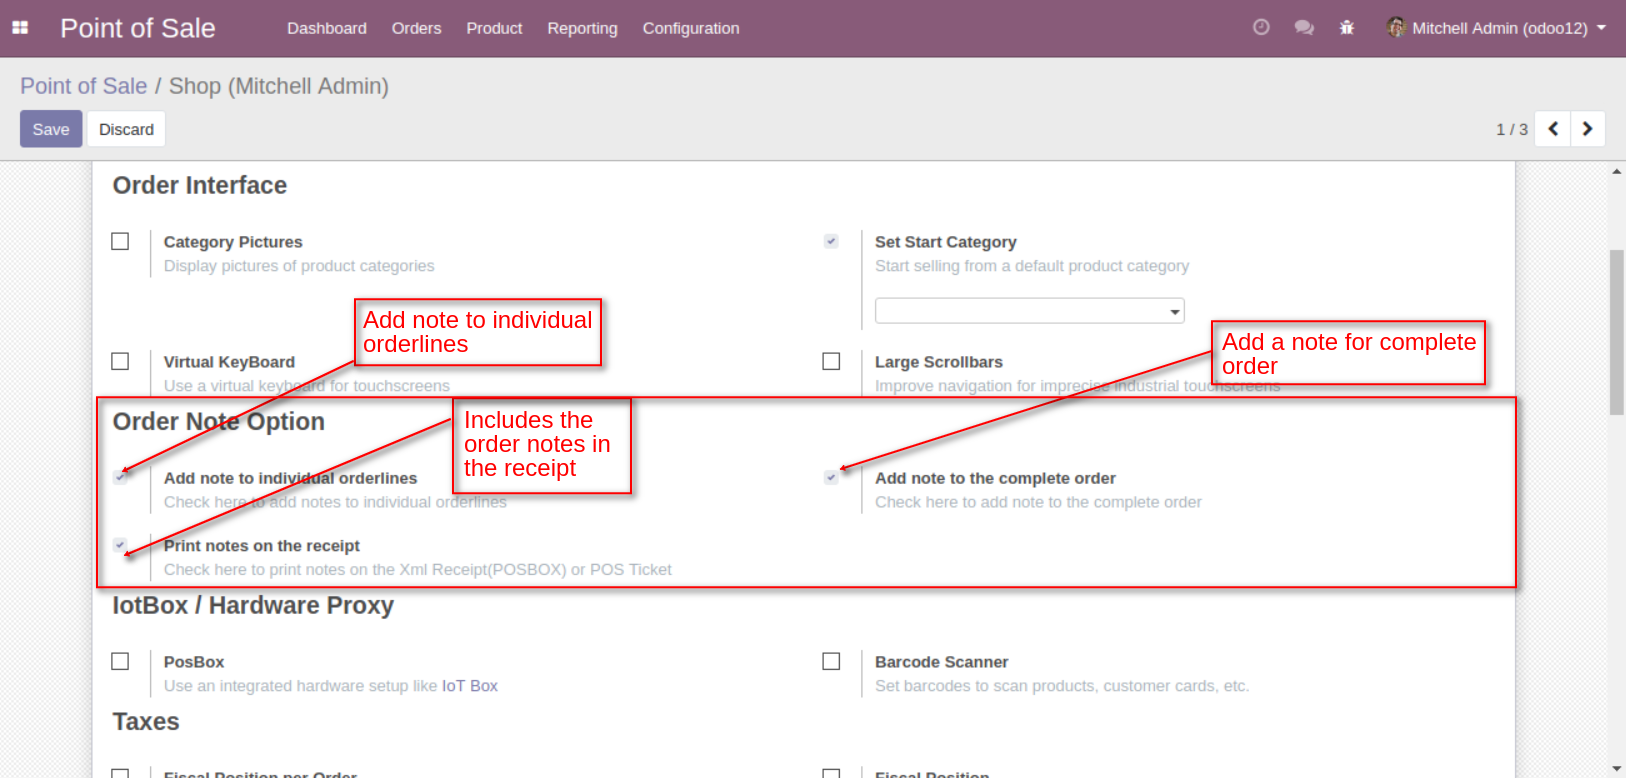 Point of Sale Dashboard Orders Product Reporting Configuration Mitchell Admin (odoo12)
Point of Sale / Shop (Mitchell Admin)
Save Discard 1 / 3
Order Interface
Category Pictures
Display pictures of product categories
Set Start Category
Start selling from a default product category
Add note to individual
orderlines
Add a note for complete
order
Virtual KeyBoard
Use a virtual keyboard for touchscreens
Large Scrollbars
Improve navigation for imprecise industrial touchscreens
Order Note Option
Includes the
order notes in
the receipt
Add note to individual orderlines
Check here to add notes to individual orderlines
Add note to the complete order
Check here to add note to the complete order
Print notes on the receipt
Check here to print notes on the Xml Receipt(POSBOX) or POS Ticket
IotBox / Hardware Proxy
PosBox
Use an integrated hardware setup like IoT Box
Barcode Scanner
Set barcodes to scan products, customer cards, etc.
Taxes
Fiscal Position per Order
Fiscal Position